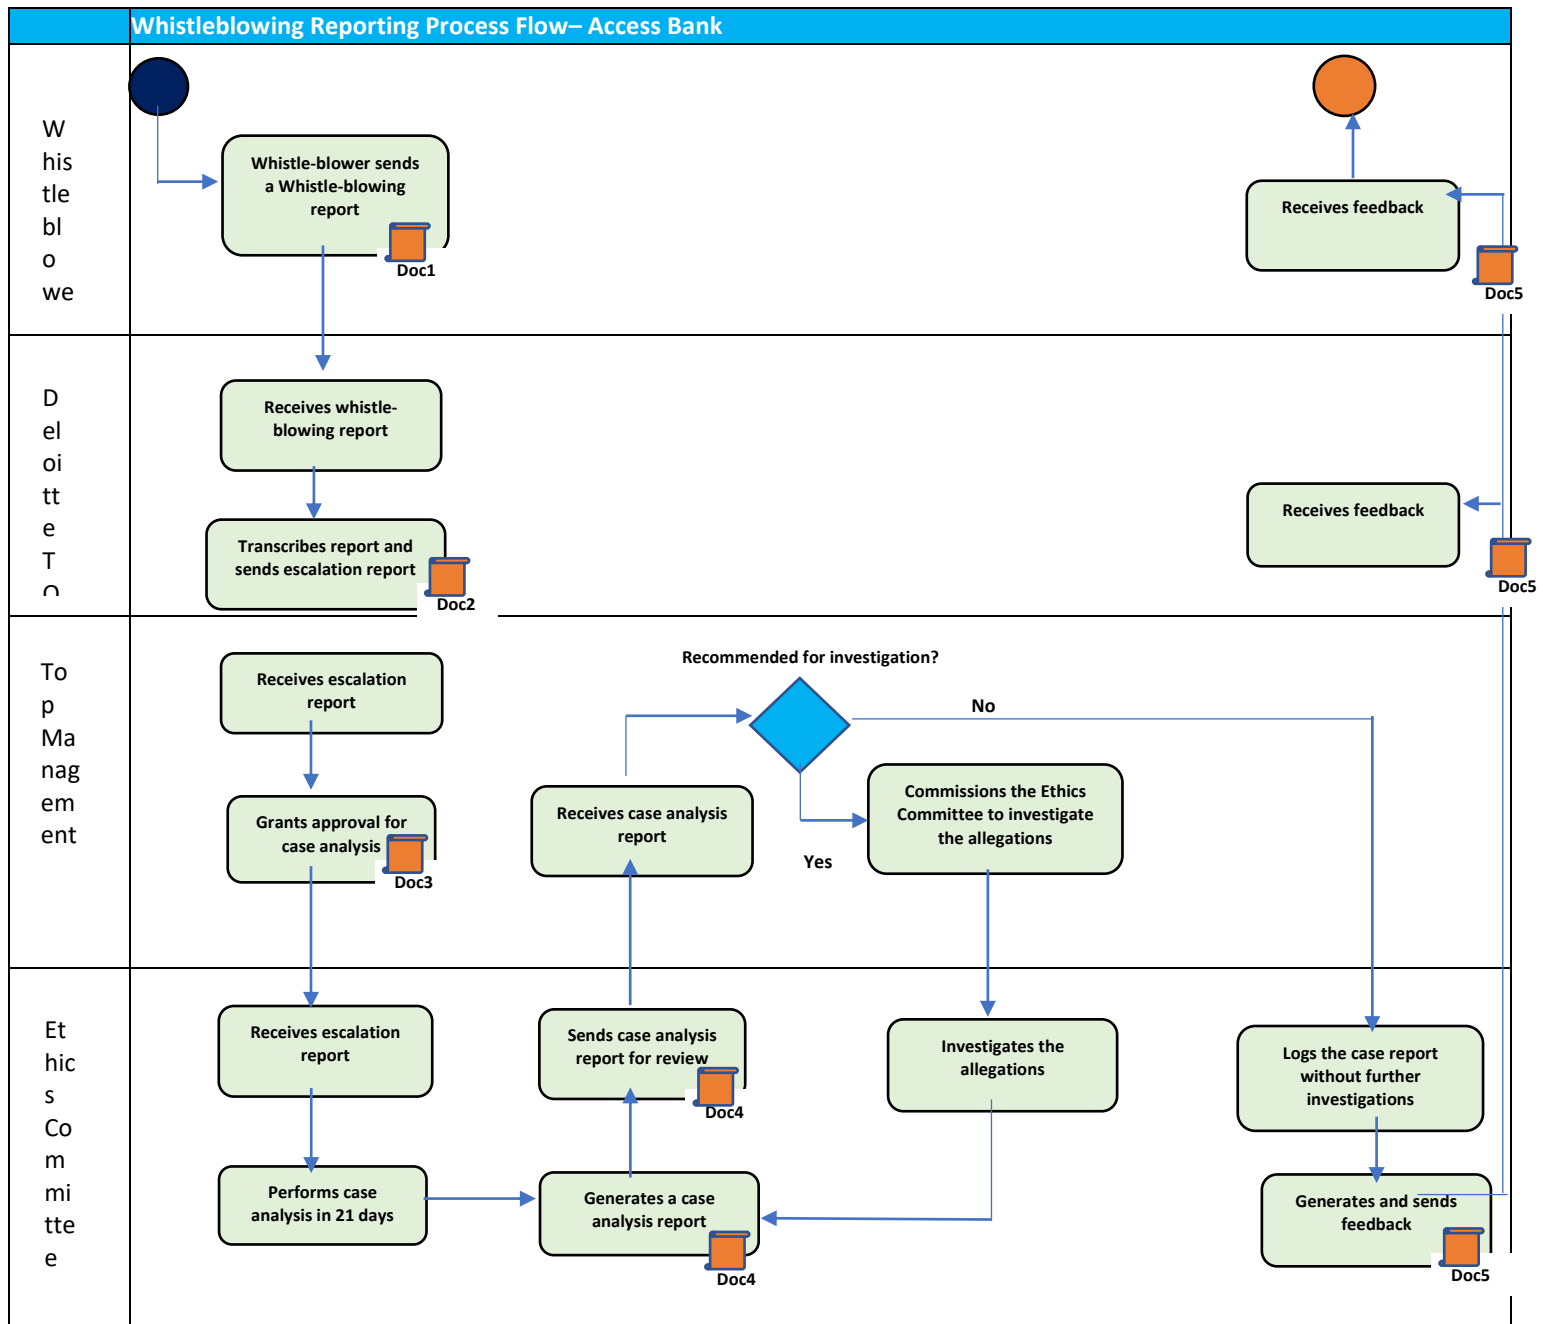 Whistleblowing Reporting Process Flow– Access Bank
W
his
tle
bl
o
we
Whistle-blower sends
a Whistle-blowing
report
Doc1
Receives feedback
Doc5
D
el
oi
tt
e
T
O
Receives whistle-
blowing report
Transcribes report and
sends escalation report
Doc2
Receives feedback
Doc5
To
p
Ma
nag
em
ent
Receives escalation
report
Grants approval for
case analysis
Doc3
Receives case analysis
report
Recommended for investigation?
No
Yes
Commissions the Ethics
Committee to investigate
the allegations
Et
hic
s
Co
m
mi
tte
e
Receives escalation
report
Performs case
analysis in 21 days
Sends case analysis
report for review
Doc4
Generates a case
analysis report
Doc4
Investigates the
allegations
Logs the case report
without further
investigations
Generates and sends
feedback
Doc5